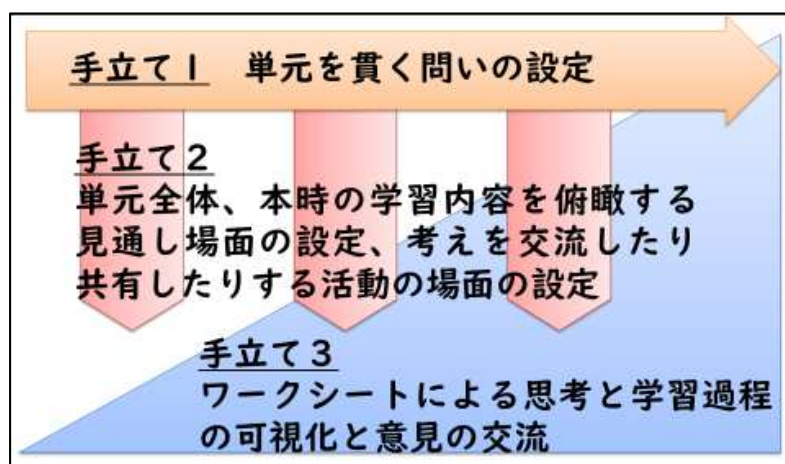 手立て1　単元を貫く問いの設定
手立て2
単元全体、本時の学習内容を俯瞰する
見通し場面の設定、考えを交流したり
共有したりする活動の場面の設定
手立て3
ワークシートによる思考と学習過程
の可視化と意見の交流